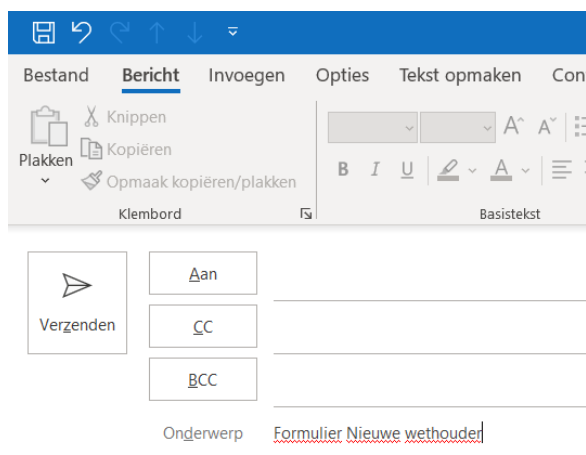 Bestand Bericht Invoegen Opties Tekst opmaken Con
Knippen
Kopiëren
Plakken
Opmaak kopiëren/plakken
A A
B I U A
Klembord Basistekst
Aan
Verzenden
CC
BCC
Onderwerp Formulier Nieuwe wethouder